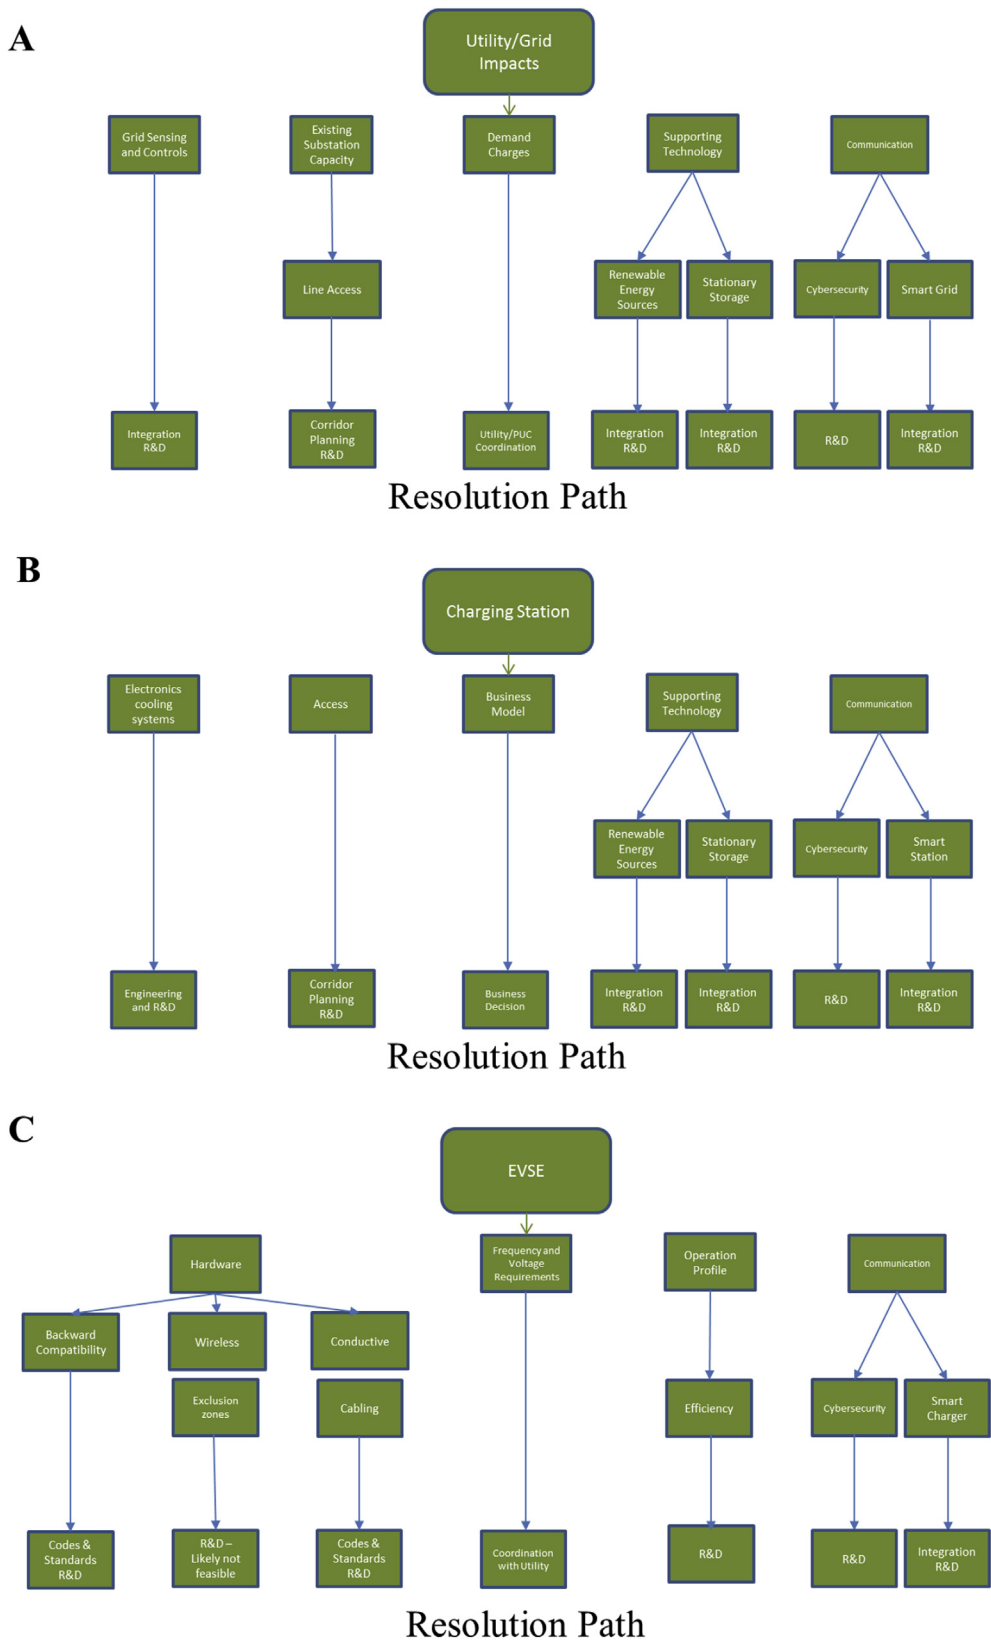 A
Utility/Grid
Impacts
Grid Sensing
and Controls
Existing
Substation
Capacity
Demand
Charges
Supporting
Technology
Communication
Line Access
Renewable
Energy
Sources
Stationary
Storage
Cybersecurity
Smart Grid
Integration
R&D
Corridor
Planning
R&D
Utility/PUC
Coordination
Integration
R&D
Integration
R&D
R&D
Integration
R&D
Resolution Path
B
Charging Station
Electronics
cooling
systems
Access
Business
Model
Supporting
Technology
Communication
Renewable
Energy
Sources
Stationary
Storage
Cybersecurity
Smart
Station
Engineering
and R&D
Corridor
Planning
R&D
Business
Decision
Integration
R&D
Integration
R&D
R&D
Integration
R&D
Resolution Path
C
EVSE
Hardware
Frequency and
Voltage
Requirements
Operation
Profile
Communication
Backward
Compatibility
Wireless
Conductive
Exclusion
zones
Cabling
Efficiency
Cybersecurity
Smart
Charger
Codes &
Standards
R&D
R&D –
Likely not
feasible
Codes &
Standards
R&D
Coordination
with Utility
R&D
R&D
Integration
R&D
Resolution Path